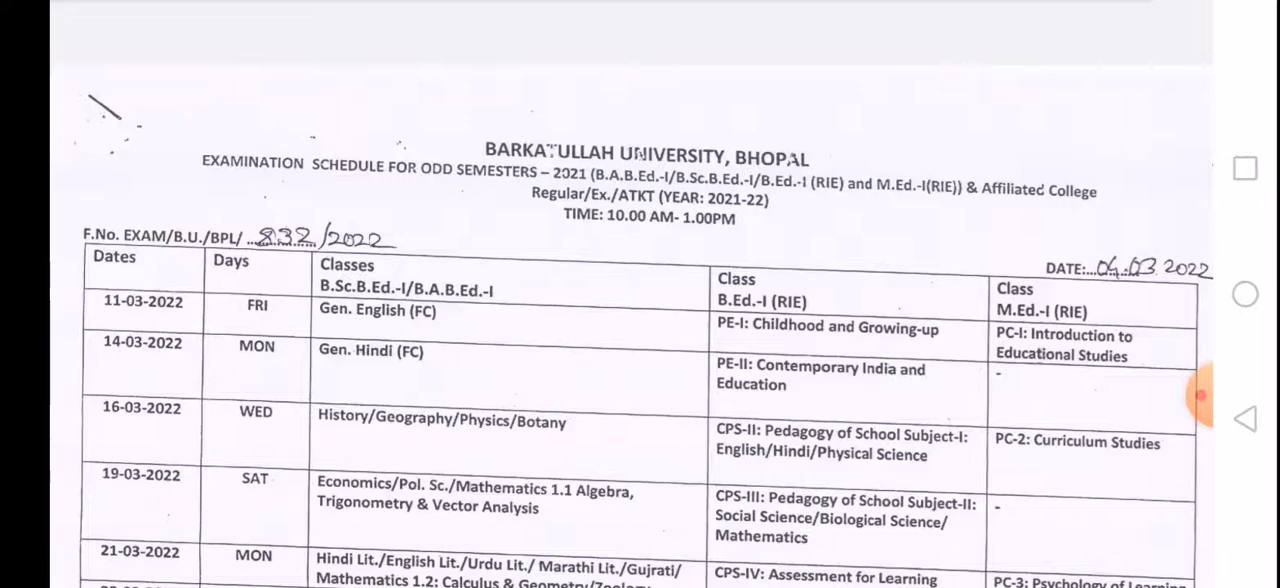 BARKATULLAH UNIVERSITY, BHOPAL
EXAMINATION SCHEDULE FOR ODD SEMESTERS – 2021 (B.A.B.Ed.-I/B.Sc.B.Ed.-I/B.Ed.-I (RIE) and M.Ed.-I(RIE)) & Affiliated College
Regular/Ex./ATKT (YEAR: 2021-22)
TIME: 10.00 AM- 1.00PM
F.No. EXAM/B.U./BPL/ ...832./2022
DATE:...04.03.2022
Dates
Days
Classes
B.Sc.B.Ed.-I/B.A.B.Ed.-I
Class
B.Ed.-I (RIE)
Class
M.Ed.-I (RIE)
11-03-2022
FRI
Gen. English (FC)
PE-I: Childhood and Growing-up
PC-I: Introduction to
Educational Studies
14-03-2022
MON
Gen. Hindi (FC)
PE-II: Contemporary India and
Education
-
16-03-2022
WED
History/Geography/Physics/Botany
CPS-II: Pedagogy of School Subject-I:
English/Hindi/Physical Science
PC-2: Curriculum Studies
19-03-2022
SAT
Economics/Pol. Sc./Mathematics 1.1 Algebra,
Trigonometry & Vector Analysis
CPS-III: Pedagogy of School Subject-II:
Social Science/Biological Science/
Mathematics
-
21-03-2022
MON
Hindi Lit./English Lit./Urdu Lit./ Marathi Lit./Gujrati/
Mathematics 1.2: Calculus & Geometry/Zoology
CPS-IV: Assessment for Learning
PC-3: Psychology of Learning